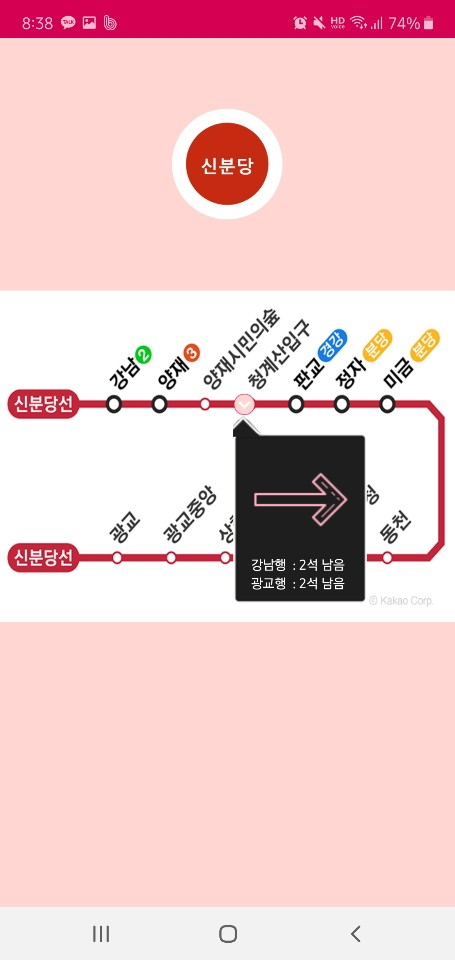 8:38 TALK HD voice 74%
신분당
강남 2 양재 3 양재시민의숲 청계산입구 판교 경강 정자 분당 미금 분당
신분당선
광교 광교중앙 동천
신분당선
강남행 : 2석 남음
광교행 : 2석 남음
© Kakao Corp.